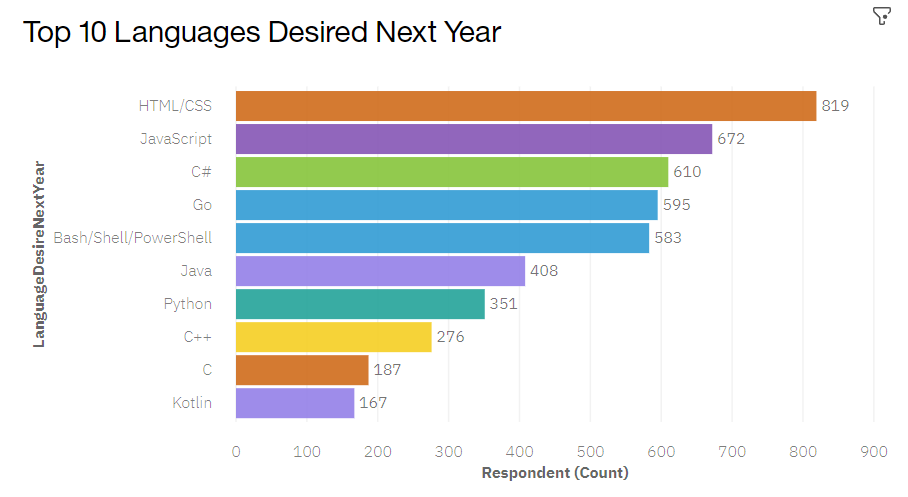 Top 10 Languages Desired Next Year
LanguageDesireNextYear
HTML/CSS 819
JavaScript 672
C# 610
Go 595
Bash/Shell/PowerShell 583
Java 408
Python 351
C++ 276
C 187
Kotlin 167
0 100 200 300 400 500 600 700 800 900
Respondent (Count)